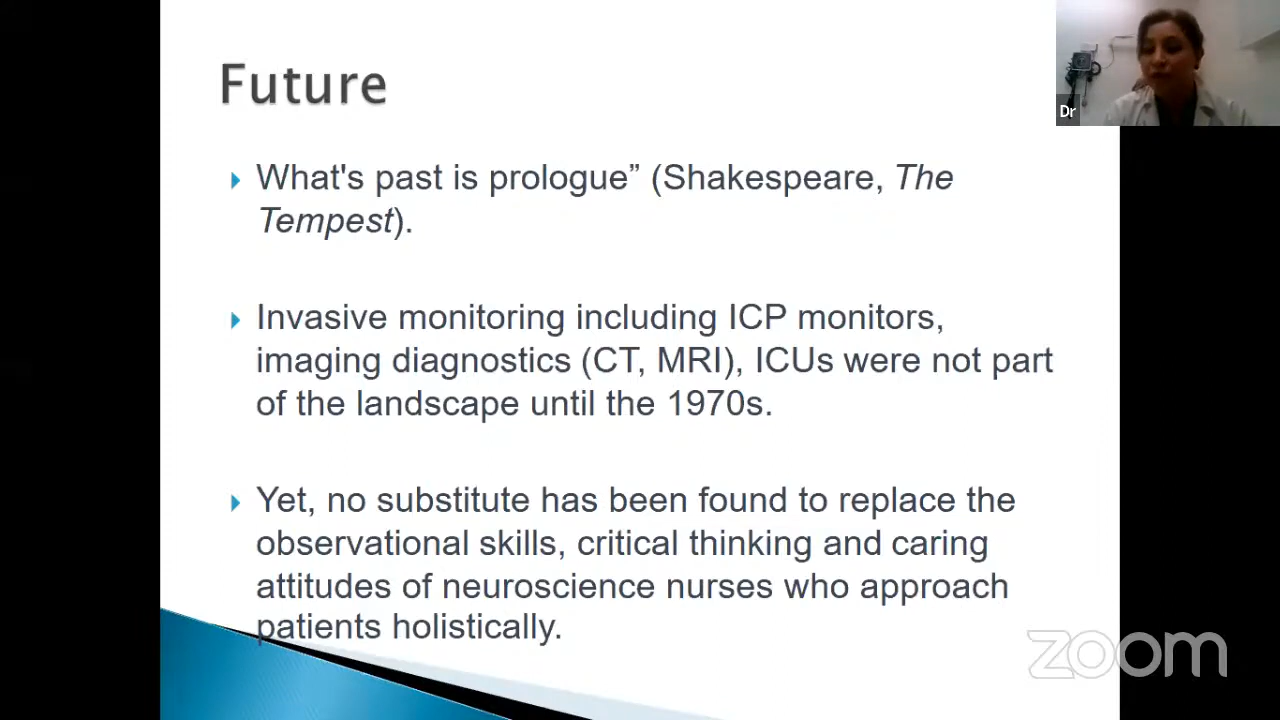 Future
What's past is prologue” (Shakespeare, The
Tempest).
Invasive monitoring including ICP monitors,
imaging diagnostics (CT, MRI), ICUs were not part
of the landscape until the 1970s.
Yet, no substitute has been found to replace the
observational skills, critical thinking and caring
attitudes of neuroscience nurses who approach
patients holistically.
Dr
zoom